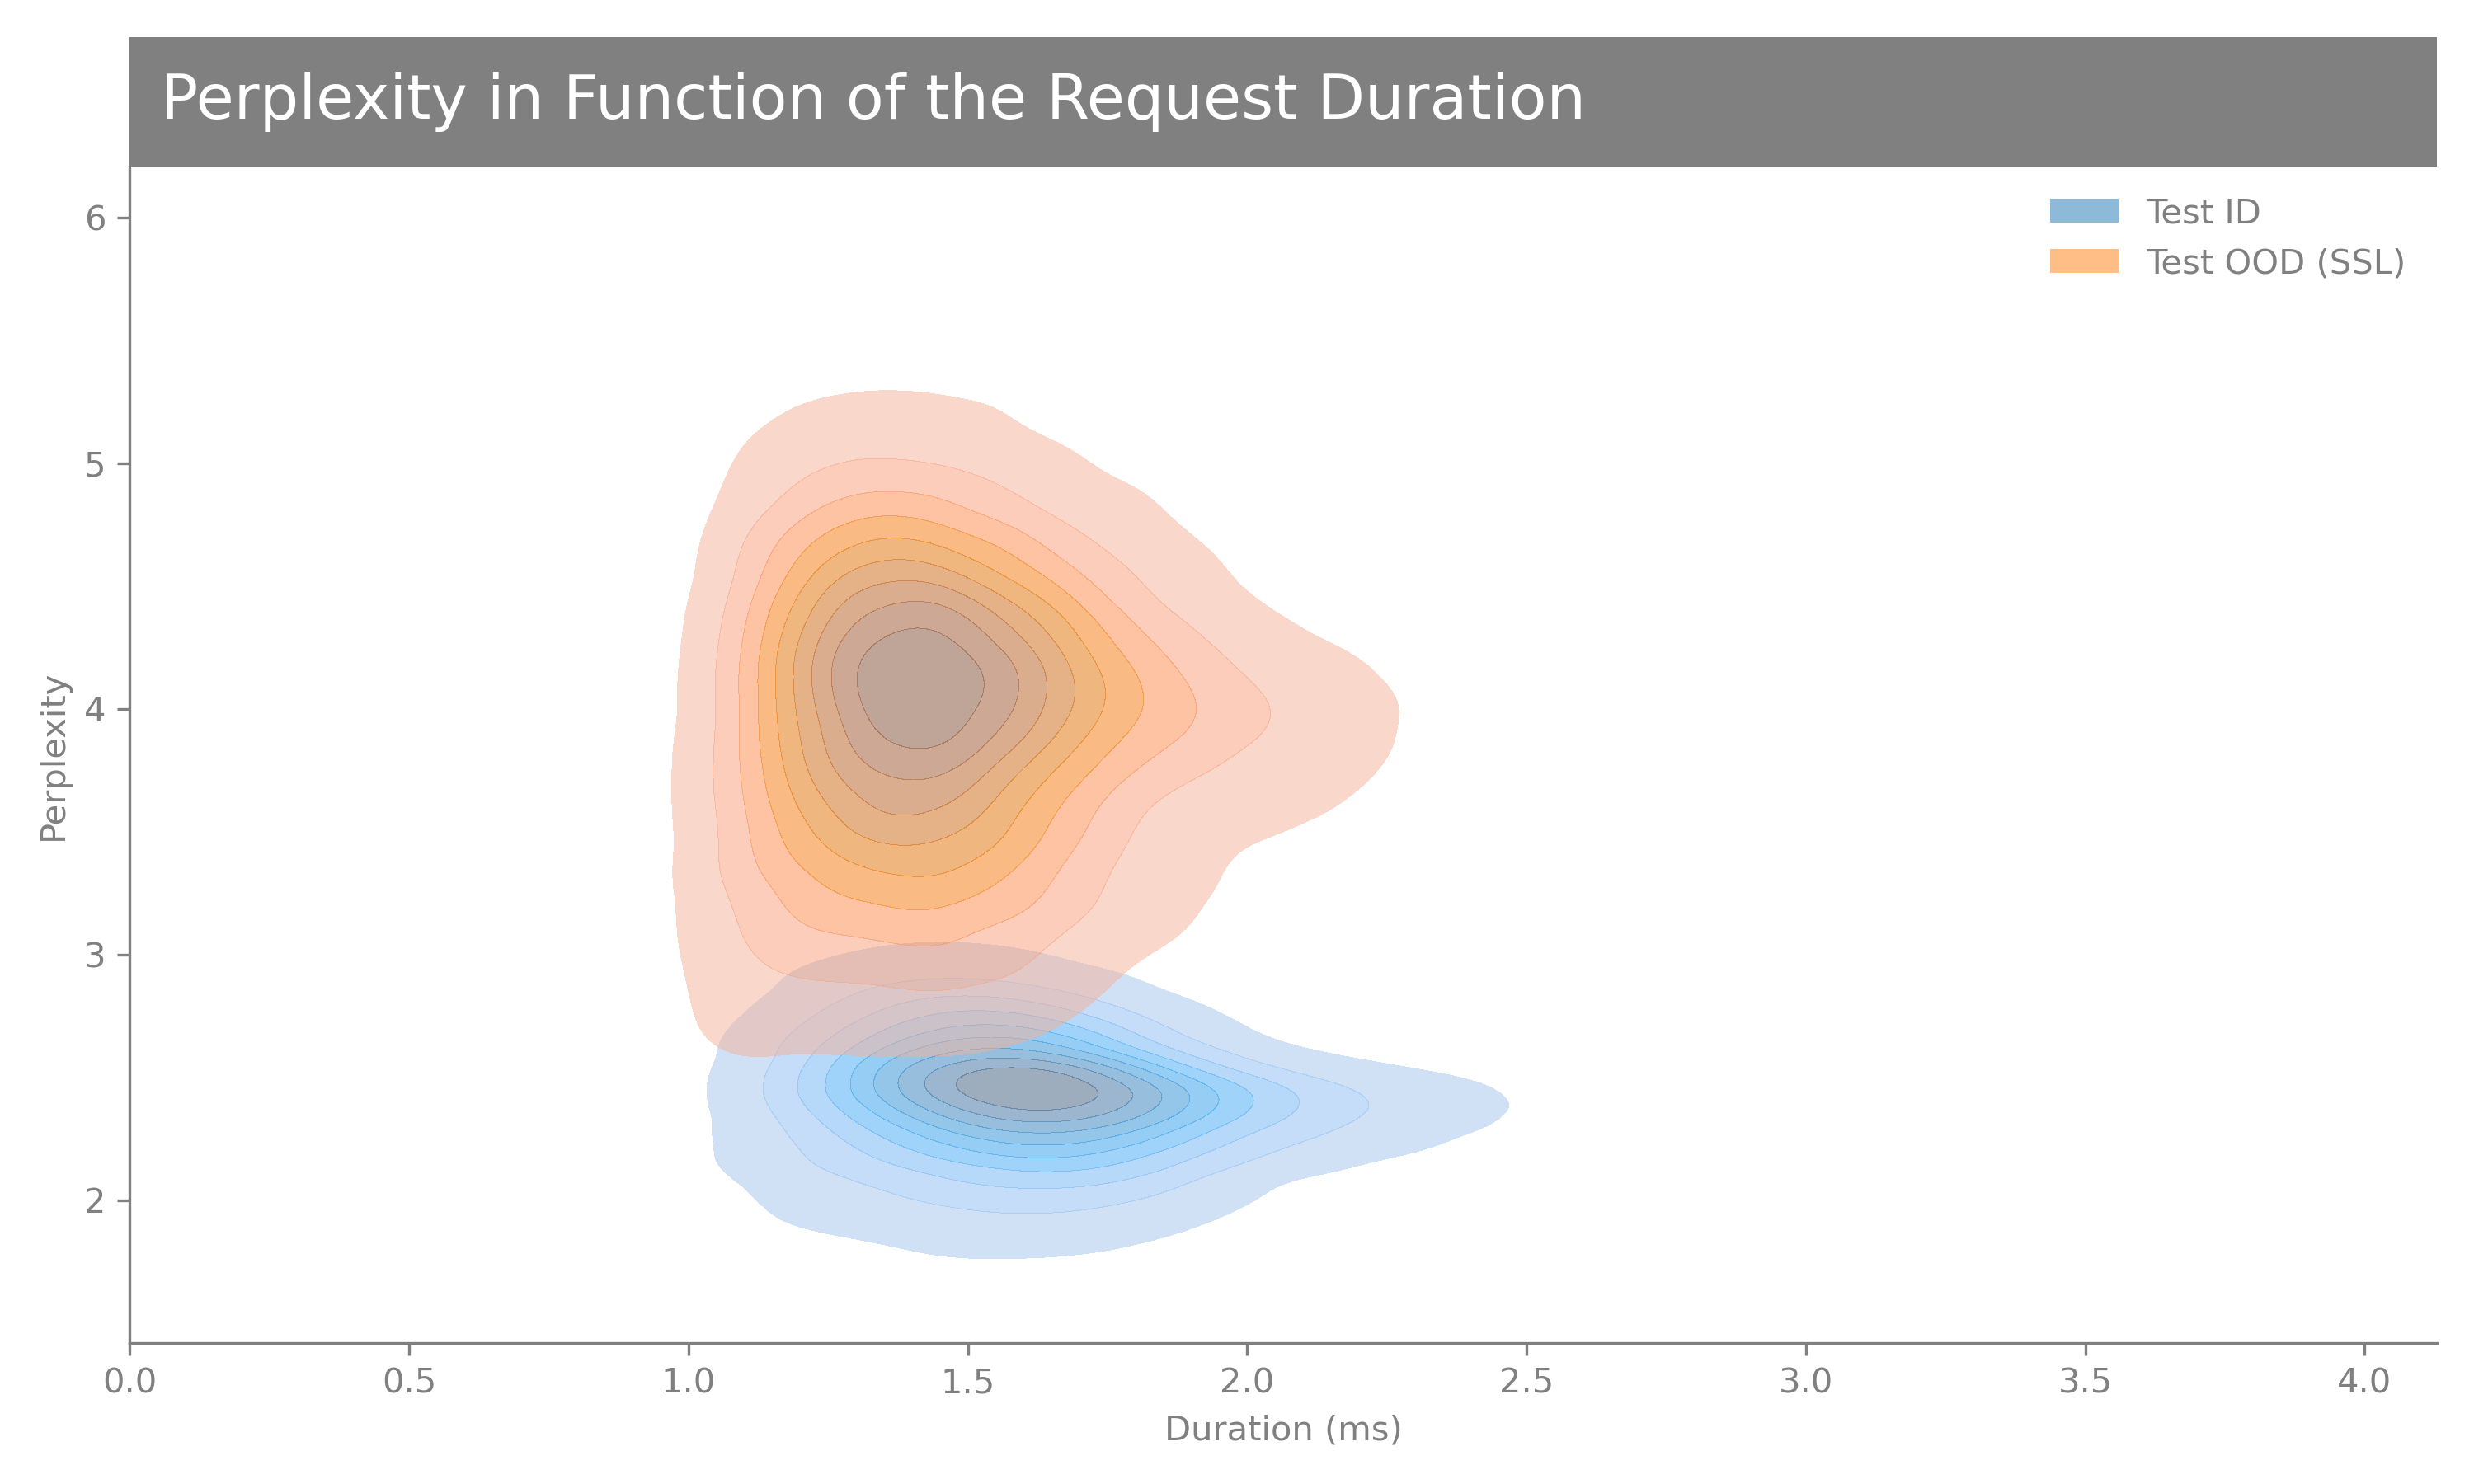 Perplexity in Function of the Request Duration
Test ID
Test OOD (SSL)
6
5
4
3
2
Perplexity
0.0 0.5 1.0 1.5 2.0 2.5 3.0 3.5 4.0
Duration (ms)